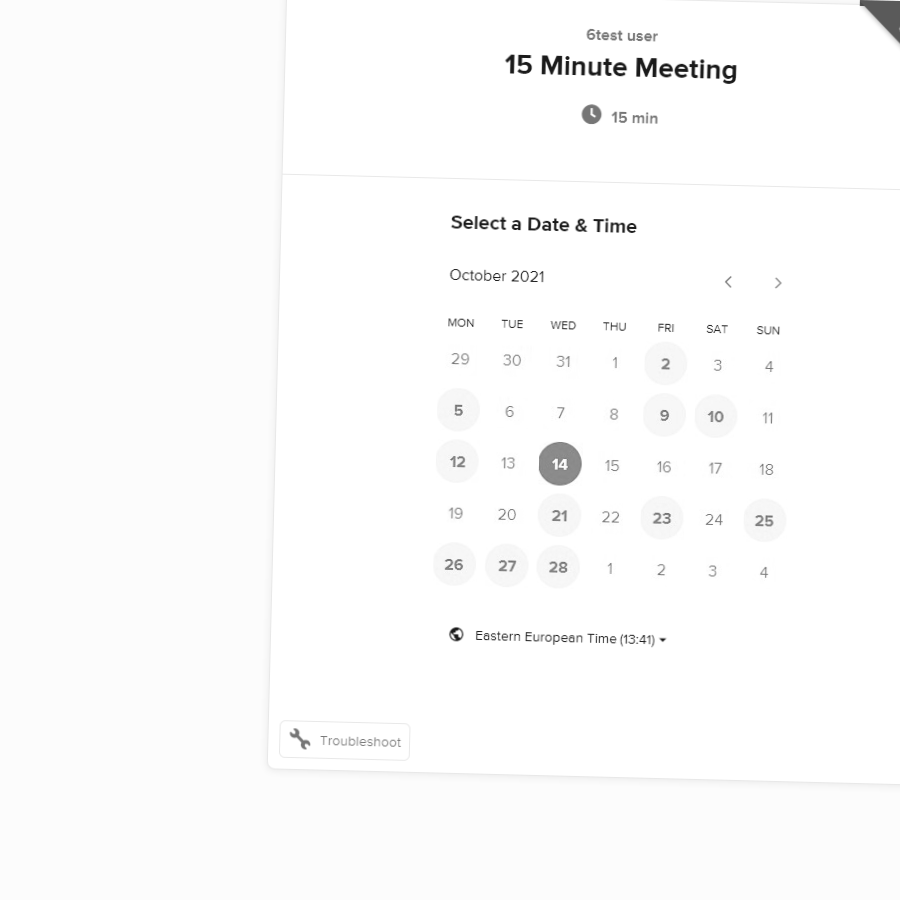 6test user
15 Minute Meeting
15 min
Select a Date & Time
October 2021
MON TUE WED THU FRI SAT SUN
29 30 31 1 2 3 4
5 6 7 8 9 10 11
12 13 14 15 16 17 18
19 20 21 22 23 24 25
26 27 28 1 2 3 4
Eastern European Time (13:41)
Troubleshoot